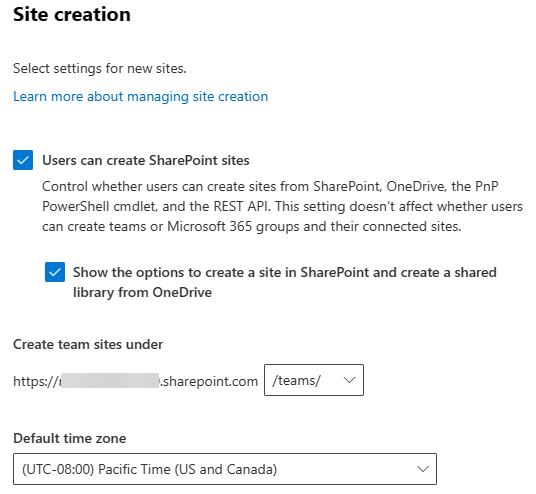 Site creation
Select settings for new sites.
Learn more about managing site creation
Users can create SharePoint sites
Control whether users can create sites from SharePoint, OneDrive, the PnP
PowerShell cmdlet, and the REST API. This setting doesn't affect whether users
can create teams or Microsoft 365 groups and their connected sites.
Show the options to create a site in SharePoint and create a shared
library from OneDrive
Create team sites under
https:// .sharepoint.com /teams/
Default time zone
(UTC-08:00) Pacific Time (US and Canada)